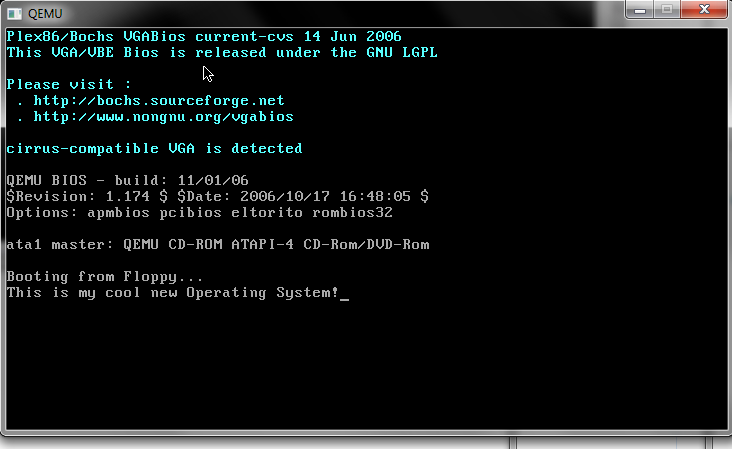 QEMU
Plex86/Bochs VGABios current-cvs 14 Jun 2006
This VGA/VBE Bios is released under the GNU LGPL
Please visit :
. http://bochs.sourceforge.net
. http://www.nongnu.org/vgabios
cirrus-compatible VGA is detected
QEMU BIOS - build: 11/01/06
$Revision: 1.174 $ $Date: 2006/10/17 16:48:05 $
Options: apmbios pcibios eltorito rombios32
ata1 master: QEMU CD-ROM ATAPI-4 CD-Rom/DVD-Rom
Booting from Floppy...
This is my cool new Operating System!_